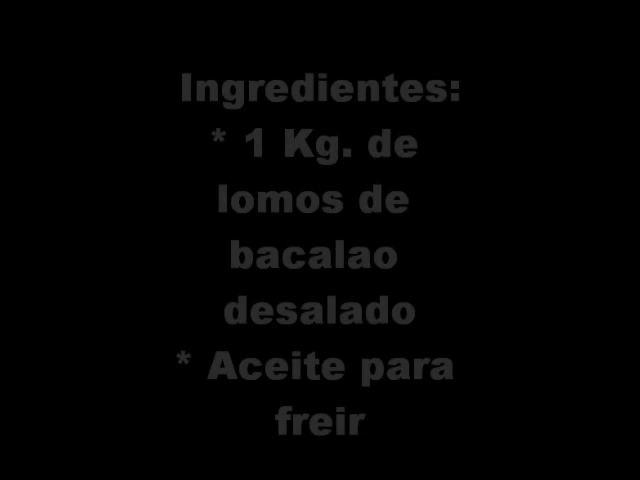 Ingredientes:
* 1 Kg. de
lomos de
bacalao
desalado
* Aceite para
freir